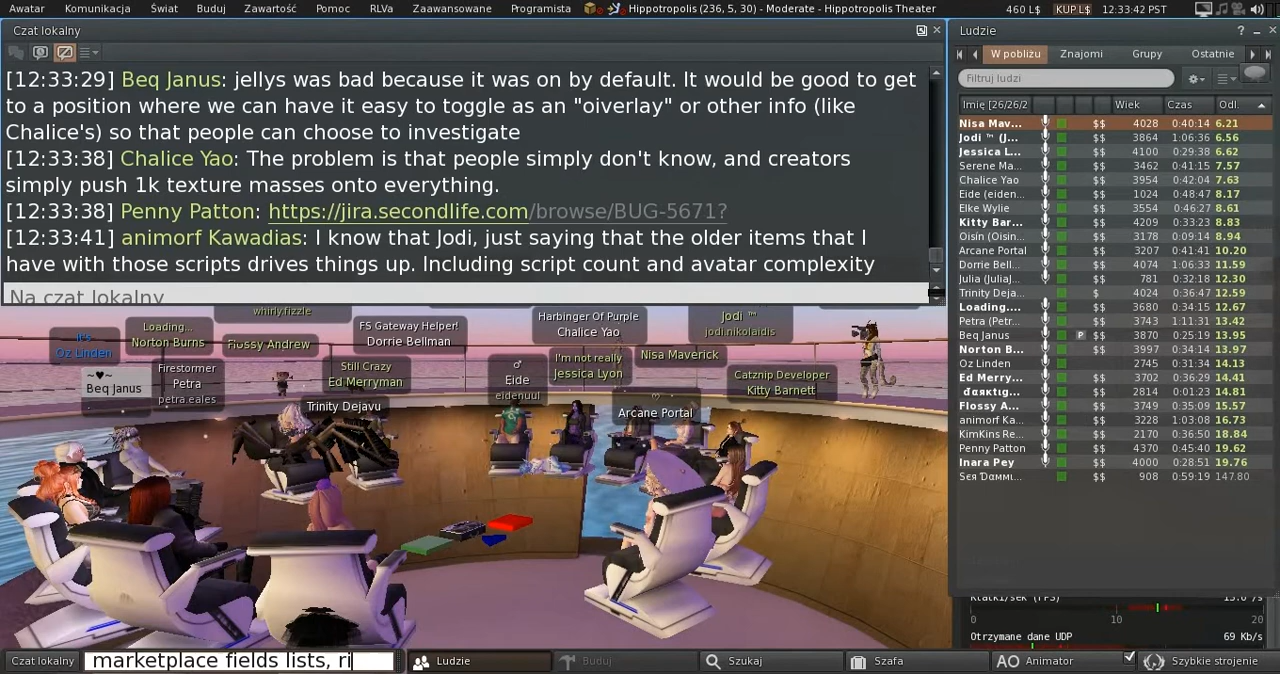 Awatar Komunikacja Świat Buduj Zawartość Pomoc RLVa Zaawansowane Programista Hippotropolis (236, 5, 30) - Moderate - Hippotropolis Theater 460 L$ KUP L$ 12:33:42 PST
Czat lokalny
[12:33:29] Beq Janus: jellys was bad because it was on by default. It would be good to get
to a position where we can have it easy to toggle as an "oiverlay" or other info (like
Chalice's) so that people can choose to investigate
[12:33:38] Chalice Yao: The problem is that people simply don't know, and creators
simply push 1k texture masses onto everything.
[12:33:38] Penny Patton: https://jira.secondlife.com/browse/BUG-5671?
[12:33:41] animorf Kawadias: I know that Jodi, just saying that the older items that I
have with those scripts drives things up. Including script count and avatar complexity
Na czat lokalny
whirly.fizzle
it's
Oz Linden
Loading...
Norton Burns
Flossy Andrew
FS Gateway Helper!
Dorrie Bellman
Harbinger Of Purple
Chalice Yao
Jodi ™
jodi.nikolaidis
~♥~
Beq Janus
Firestormer
Petra
petra.eales
Still Crazy
Ed Merryman
♂
Eide
eidenuul
I'm not really
Jessica Lyon
Nisa Maverick
Catznip Developer
Kitty Barnett
Trinity Dejavu
Arcane Portal
Ludzie
W pobliżu Znajomi Grupy Ostatnie
Filtruj ludzi
Imię [26/26/2 Wiek Czas Odl.
Nisa Mav... $$ 4028 0:40:14 6.21
Jodi ™ (J... $$ 3864 1:06:36 6.56
Jessica L... $$ 4100 0:29:38 6.62
Serene Ma... $$ 3462 0:41:15 7.57
Chalice Yao $$ 3954 0:42:04 7.63
Eide (eiden... $$ 1024 0:48:47 8.17
Elke Wylie $$ 3554 0:46:27 8.61
Kitty Bar... $$ 4209 0:33:23 8.83
Oisín (Oisin... $$ 3178 0:09:14 8.94
Arcane Portal $$ 3207 0:41:41 10.20
Dorrie Bell... $$ 4074 1:06:33 11.59
Julia (JuliaJ... $$ 781 0:32:18 12.30
Trinity Deja... $ 4024 0:36:47 12.59
Loading.... $$ 3680 0:34:15 12.67
Petra (Petr... $$ 3743 1:11:31 13.42
Beq Janus P $$ 3870 0:25:19 13.95
Norton B... $$ 3997 0:34:14 13.97
Oz Linden 2745 0:31:34 14.13
Ed Merry... $$ 3702 0:36:29 14.41
$$ 2814 0:01:23 14.81
Flossy A... $$ 3749 0:35:09 15.57
animorf Ka... $$ 3228 1:03:08 16.73
KimKins Re... $$ 2170 0:36:50 18.84
Penny Patton $$ 4370 0:45:40 19.62
Inara Pey $$ 4000 0:28:51 19.76
$$ 908 0:59:19 147.80
Klatki/sek (FPS) /s
0 10 20
Otrzymane dane UDP 69 Kb/s
Czat lokalny marketplace fields lists, ri Ludzie Buduj Szukaj Szafa AO Animator Szybkie strojenie